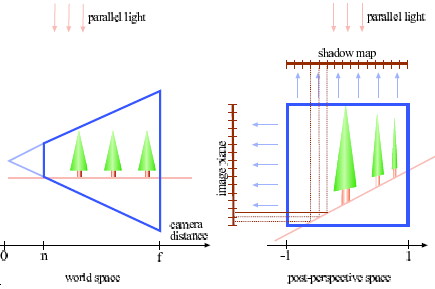 parallel light
parallel light
shadow map
image plane
camera
distance
0
n
f
-1
1
world space
post-perspective space